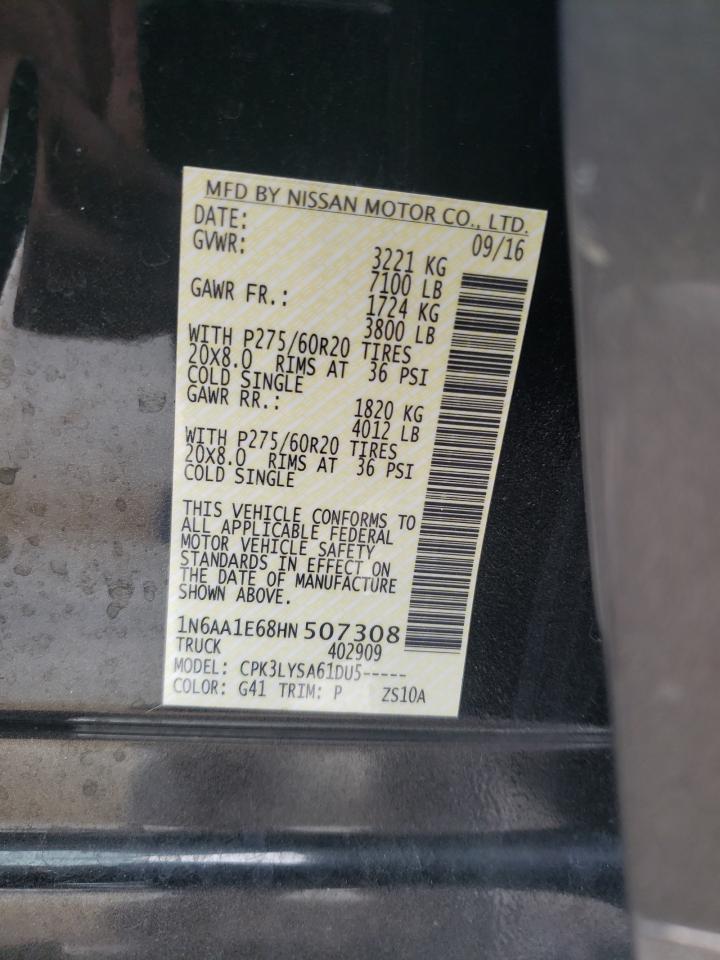 MFD BY NISSAN MOTOR CO., LTD.
DATE: 09/16
GVWR: 3221 KG
7100 LB
GAWR FR.: 1724 KG
3800 LB
WITH P275/60R20 TIRES
20X8.0 RIMS AT 36 PSI
COLD SINGLE
GAWR RR.: 1820 KG
4012 LB
WITH P275/60R20 TIRES
20X8.0 RIMS AT 36 PSI
COLD SINGLE
THIS VEHICLE CONFORMS TO
ALL APPLICABLE FEDERAL
MOTOR VEHICLE SAFETY
STANDARDS IN EFFECT ON
THE DATE OF MANUFACTURE
SHOWN ABOVE.
1N6AA1E68HN507308
TRUCK 402909
MODEL: CPK3LYSA61DU5-----
COLOR: G41 TRIM: P ZS10A